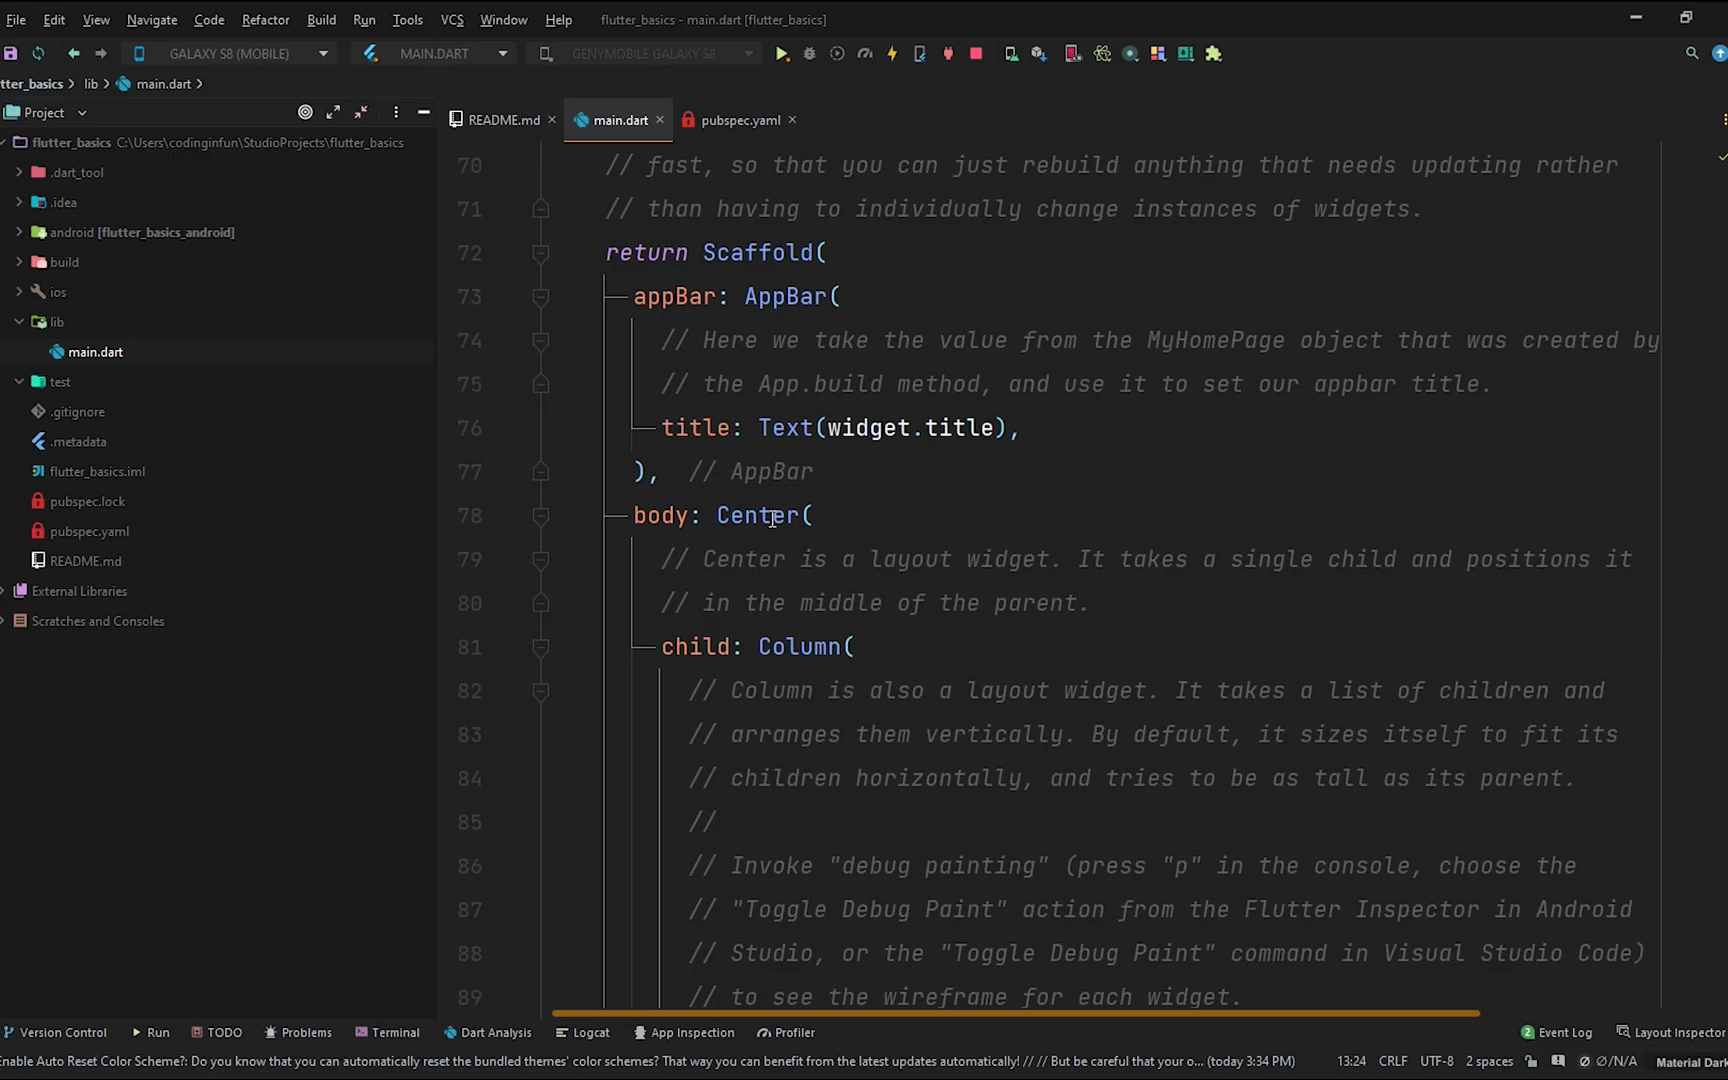 File Edit View Navigate Code Refactor Build Run Tools VCS Window Help flutter_basics - main.dart [flutter_basics]
GALAXY S8 (MOBILE) MAIN.DART GENYMOBILE GALAXY S8
tter_basics lib main.dart
Project
README.md main.dart pubspec.yaml
flutter_basics C:\Users\codinginfun\StudioProjects\flutter_basics
.dart_tool
.idea
android [flutter_basics_android]
build
ios
lib
main.dart
test
.gitignore
.metadata
flutter_basics.iml
pubspec.lock
pubspec.yaml
README.md
External Libraries
Scratches and Consoles
70 // fast, so that you can just rebuild anything that needs updating rather
71 // than having to individually change instances of widgets.
72 return Scaffold(
73 appBar: AppBar(
74 // Here we take the value from the MyHomePage object that was created by
75 // the App.build method, and use it to set our appbar title.
76 title: Text(widget.title),
77 ), // AppBar
78 body: Center(
79 // Center is a layout widget. It takes a single child and positions it
80 // in the middle of the parent.
81 child: Column(
82 // Column is also a layout widget. It takes a list of children and
83 // arranges them vertically. By default, it sizes itself to fit its
84 // children horizontally, and tries to be as tall as its parent.
85 //
86 // Invoke "debug painting" (press "p" in the console, choose the
87 // "Toggle Debug Paint" action from the Flutter Inspector in Android
88 // Studio, or the "Toggle Debug Paint" command in Visual Studio Code)
89 // to see the wireframe for each widget.
Version Control Run TODO Problems Terminal Dart Analysis Logcat App Inspection Profiler 2 Event Log Layout Inspector
Enable Auto Reset Color Scheme?: Do you know that you can automatically reset the bundled themes' color schemes? That way you can benefit from the latest updates automatically! // // But be careful that your o... (today 3:34 PM) 13:24 CRLF UTF-8 2 spaces ∅/N/A Material Dark